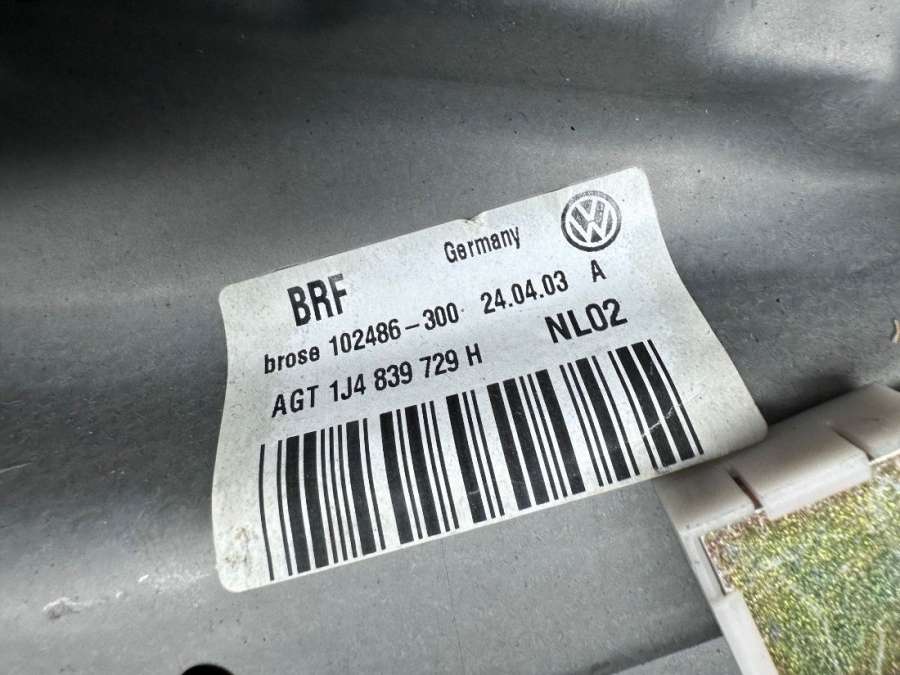 Germany
BRF
brose 102486-300 24.04.03 A
AGT 1J4 839 729 H NL02